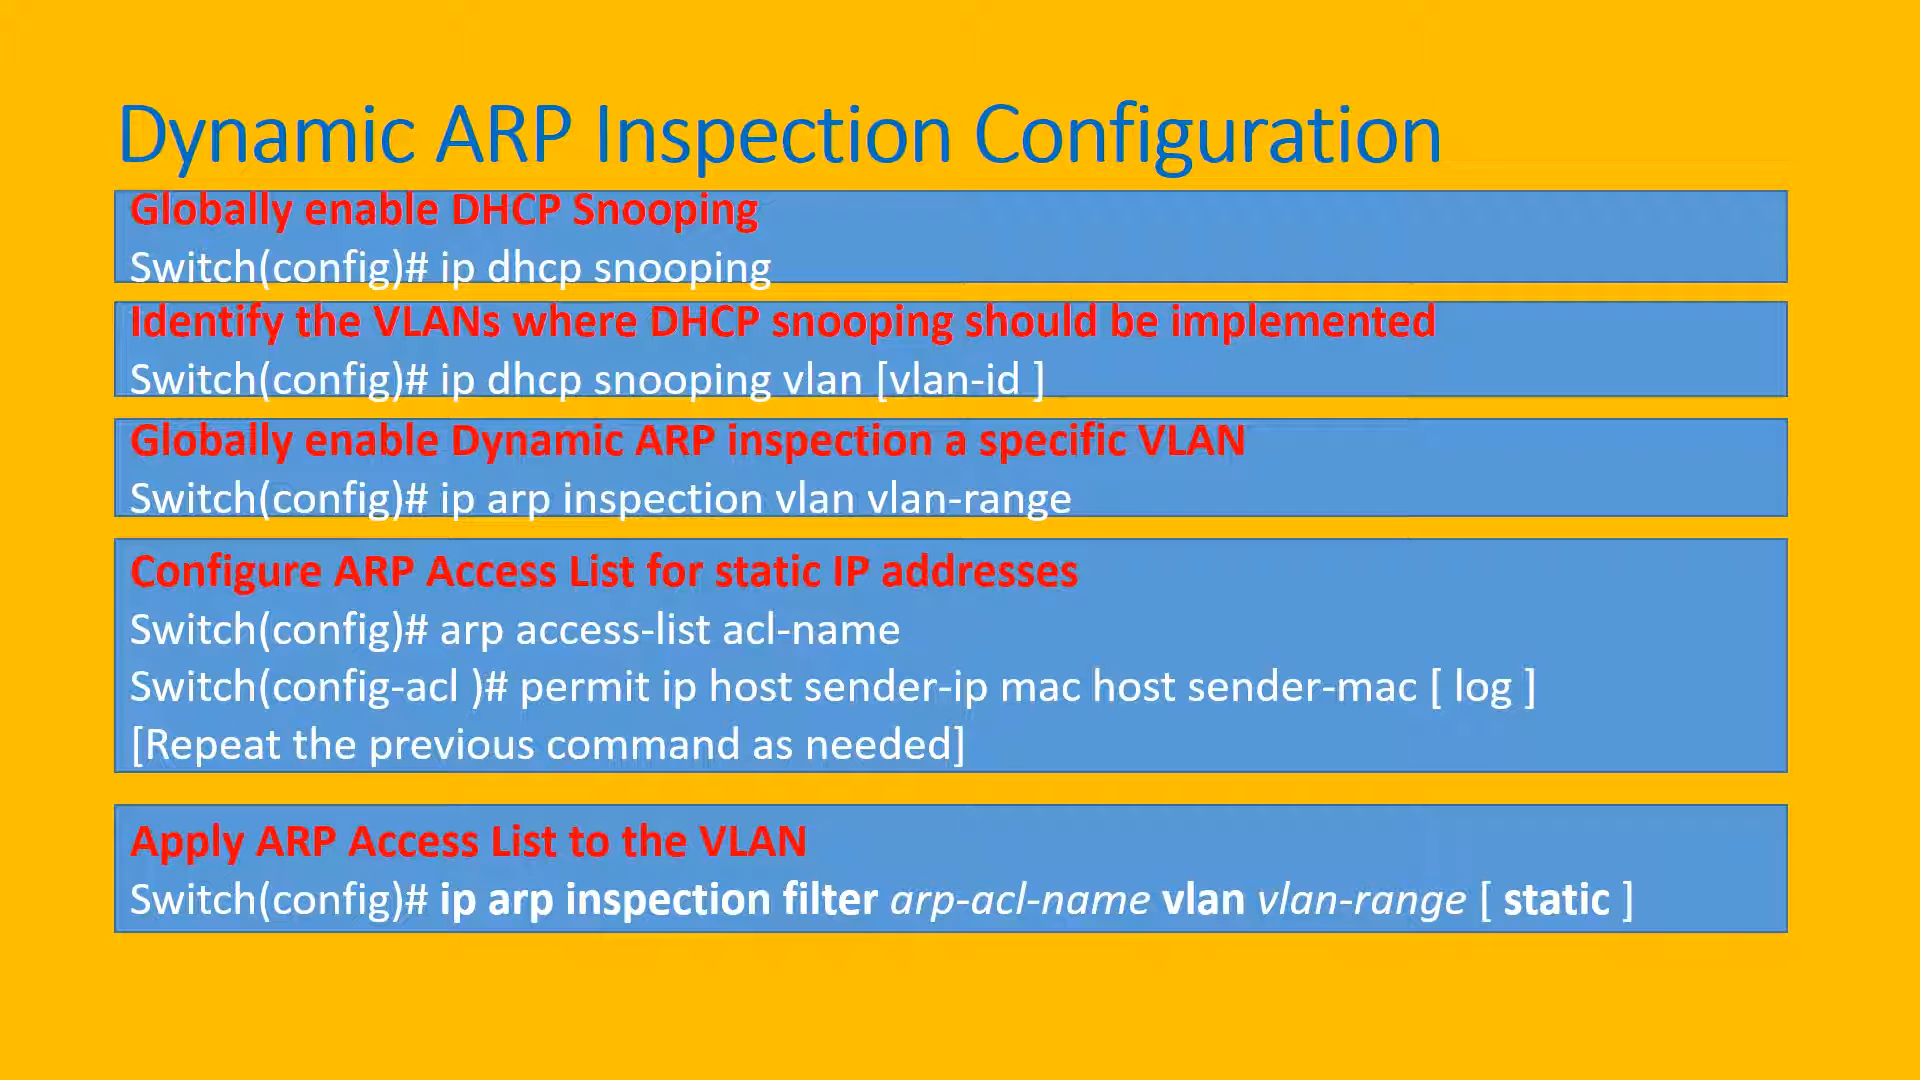 Dynamic ARP Inspection Configuration
Globally enable DHCP Snooping
Switch(config)# ip dhcp snooping
Identify the VLANs where DHCP snooping should be implemented
Switch(config)# ip dhcp snooping vlan [vlan-id ]
Globally enable Dynamic ARP inspection a specific VLAN
Switch(config)# ip arp inspection vlan vlan-range
Configure ARP Access List for static IP addresses
Switch(config)# arp access-list acl-name
Switch(config-acl )# permit ip host sender-ip mac host sender-mac [ log ]
[Repeat the previous command as needed]
Apply ARP Access List to the VLAN
Switch(config)# ip arp inspection filter arp-acl-name vlan vlan-range [ static ]